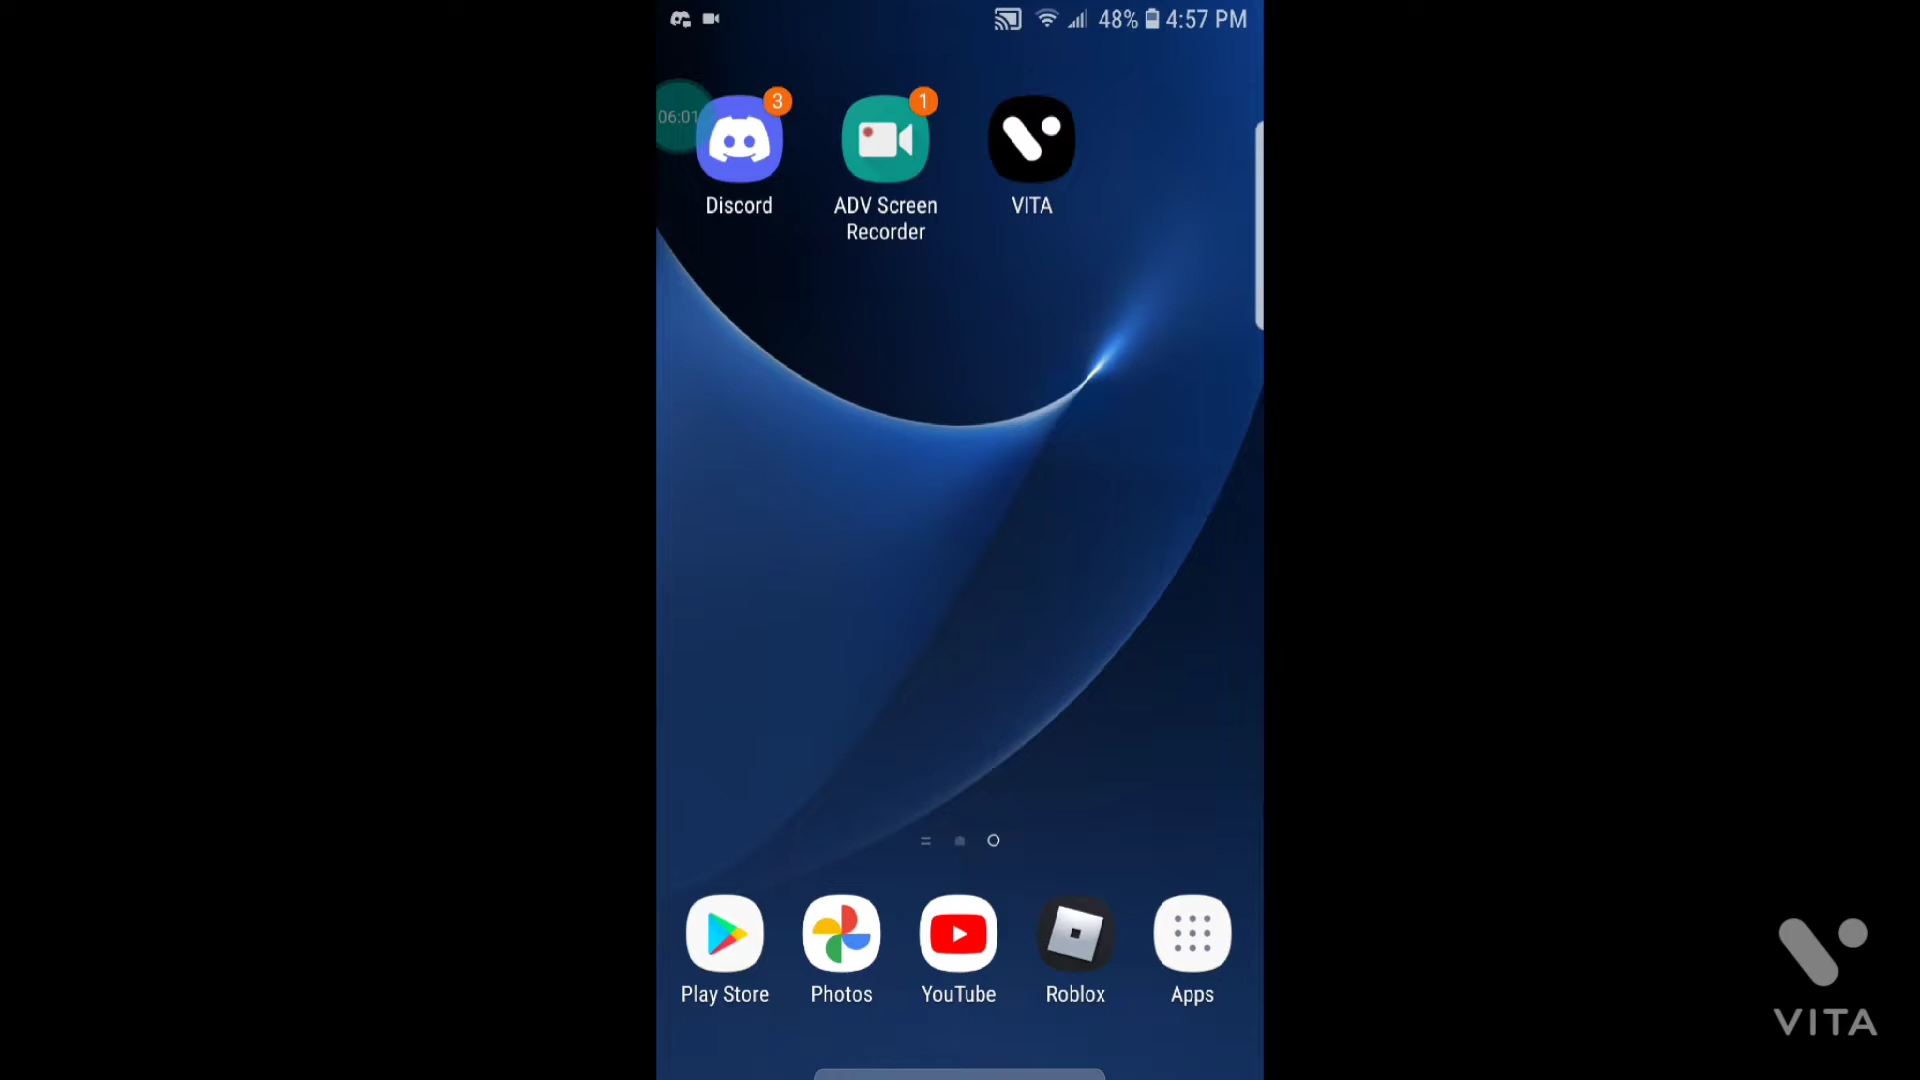 48% 4:57 PM
06:01
3
1
Discord
ADV Screen
Recorder
VITA
Play Store
Photos
YouTube
Roblox
Apps
VITA